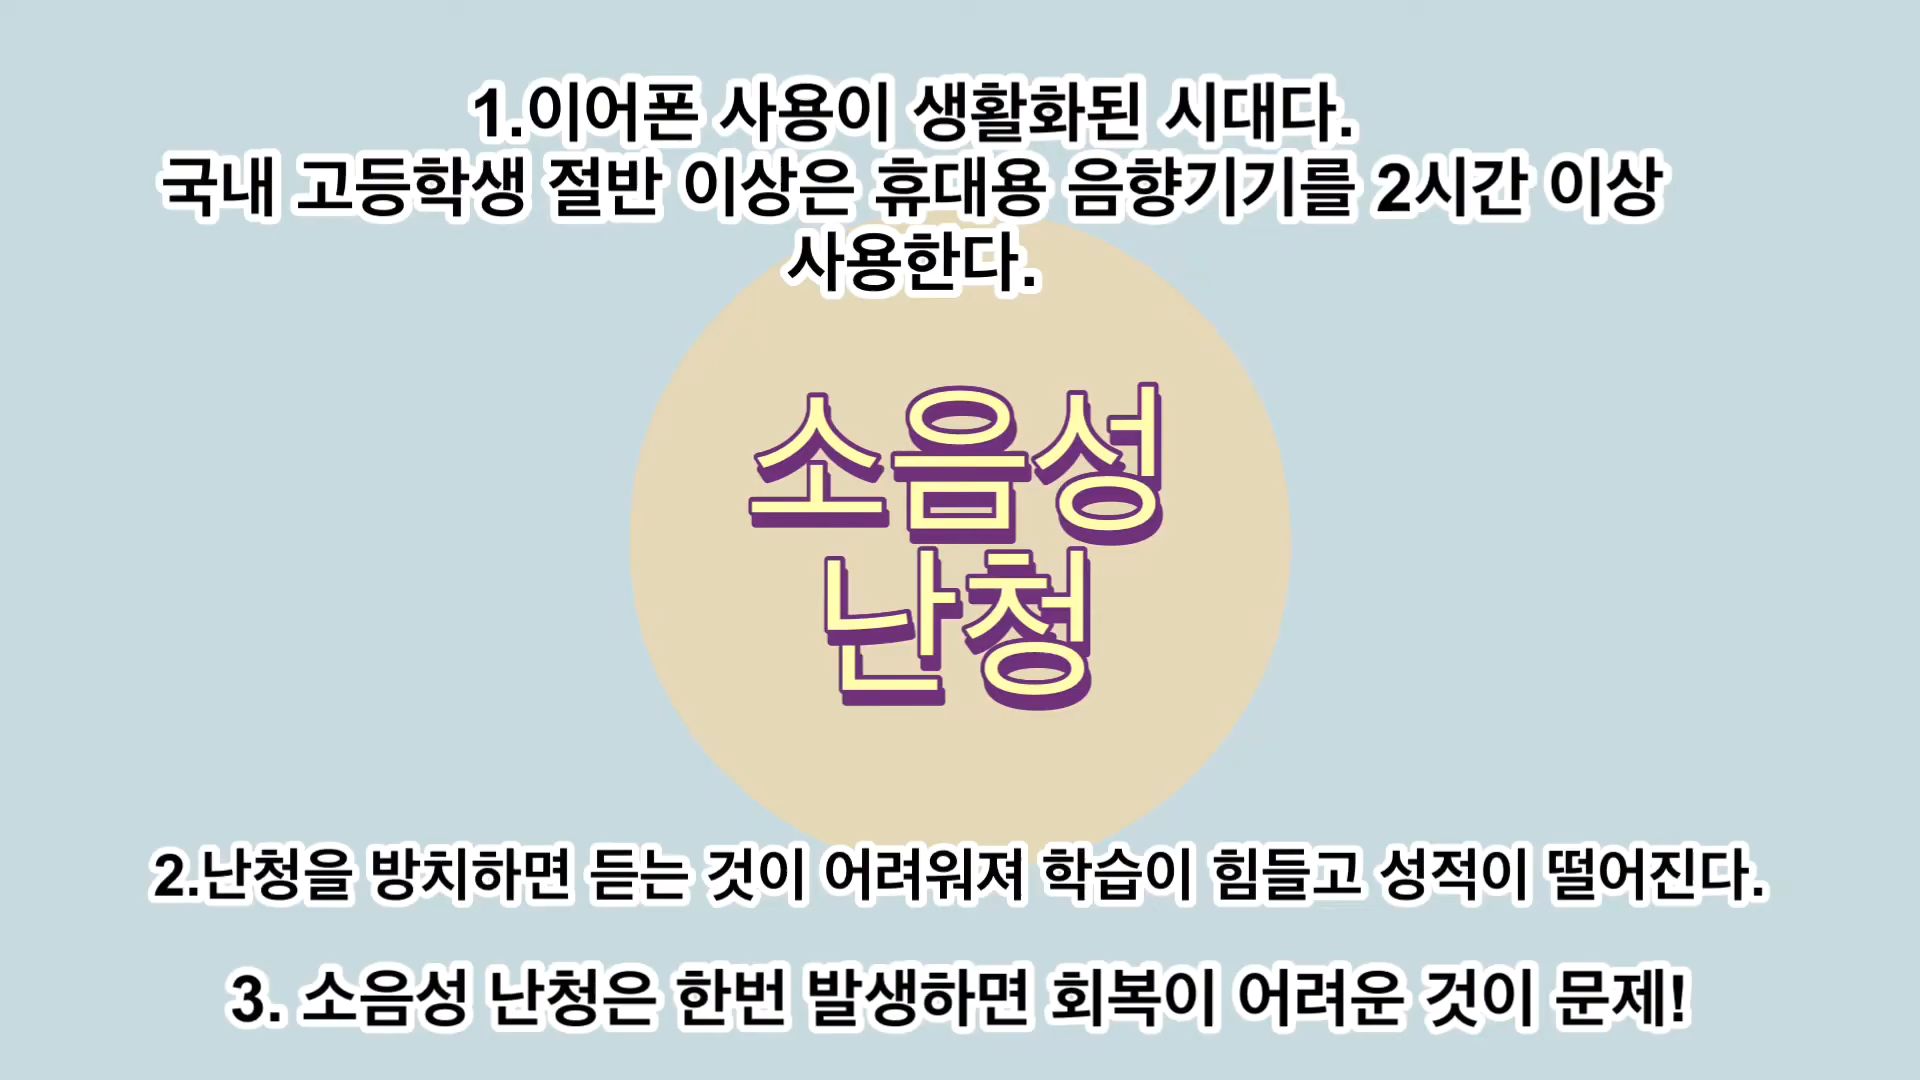 1.이어폰 사용이 생활화된 시대다.
국내 고등학생 절반 이상은 휴대용 음향기기를 2시간 이상
사용한다.
소음성
난청
2.난청을 방치하면 듣는 것이 어려워져 학습이 힘들고 성적이 떨어진다.
3. 소음성 난청은 한번 발생하면 회복이 어려운 것이 문제!